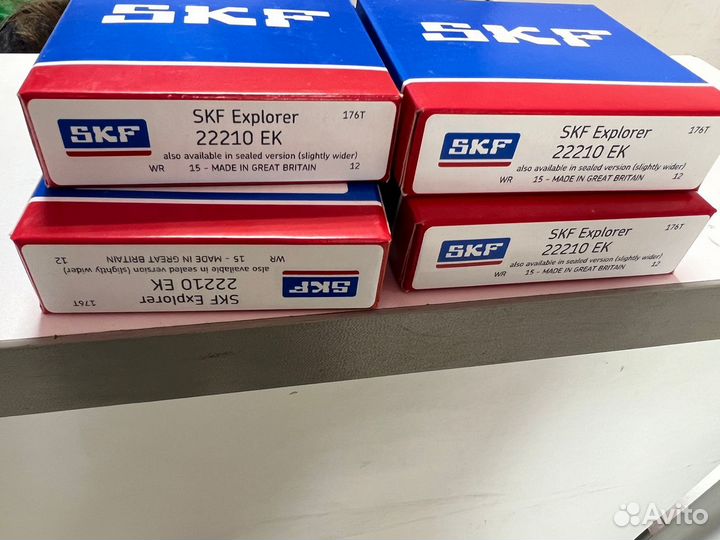 SKF
SKF
SKF
SKF Explorer
176T
22210 EK
also available in sealed version (slightly wider)
WR 15 - MADE IN GREAT BRITAIN 12
SKF
SKF Explorer
176T
22210 EK
also available in sealed version (slightly wider)
WR 15 - MADE IN GREAT BRITAIN 12
SKF
SKF Explorer
176T
22210 EK
also available in sealed version (slightly wider)
WR 15 - MADE IN GREAT BRITAIN 12
SKF
SKF Explorer
176T
22210 EK
also available in sealed version (slightly wider)
WR 15 - MADE IN GREAT BRITAIN 12
Avito